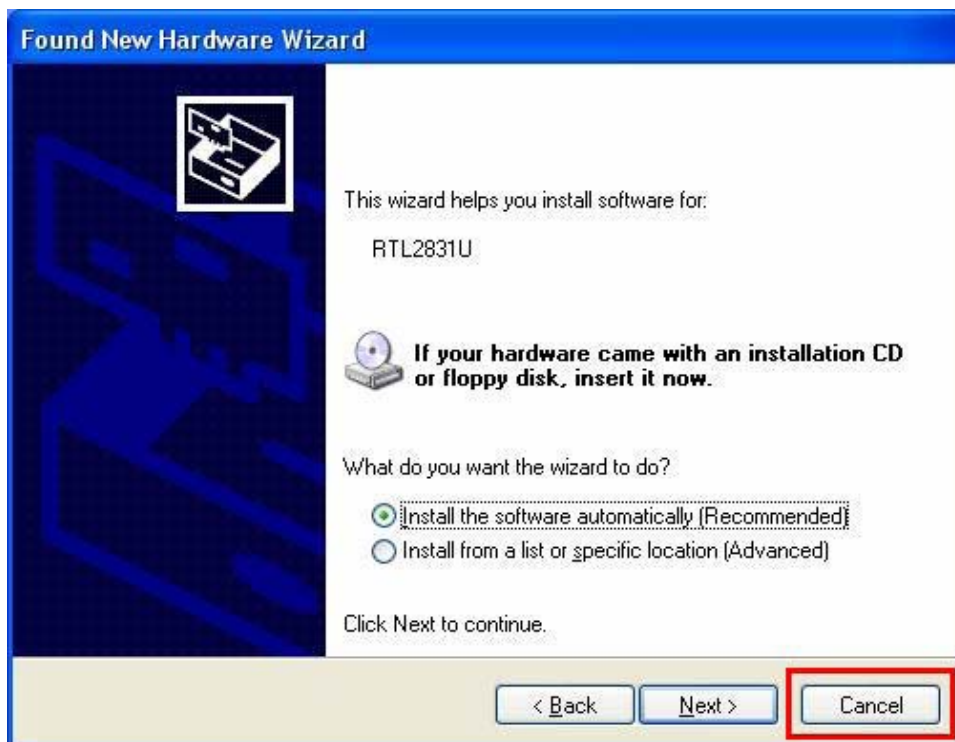 Found New Hardware Wizard
This wizard helps you install software for:
RTL2831U
If your hardware came with an installation CD
or floppy disk, insert it now.
What do you want the wizard to do?
Install the software automatically (Recommended)
Install from a list or specific location (Advanced)
Click Next to continue.
< Back Next > Cancel